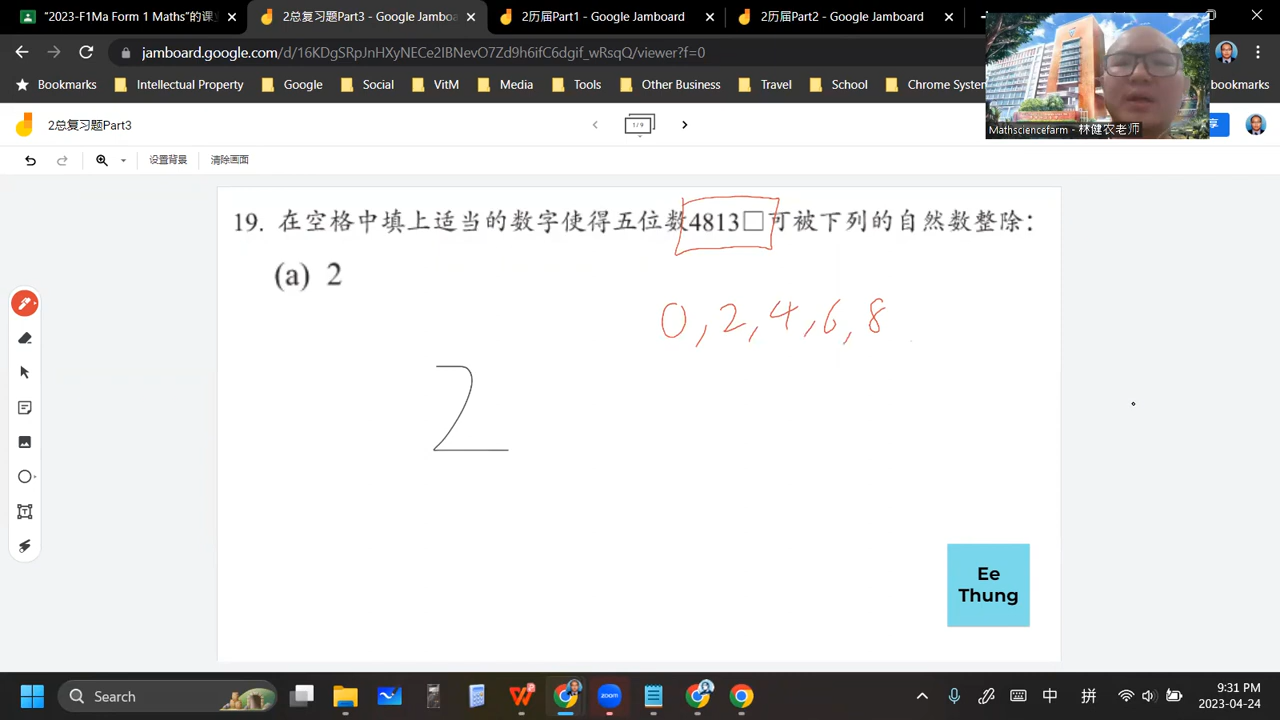 "2023-F1Ma Form 1 Maths"的课
2总复习题Part3 - Google Jamboa
2历届Part1 - Google Jamboard
2历届Part2 - Google Jamboard
jamboard.google.com
Bookmarks
Intellectual Property
Social
VitM
Media
Tools
Other Business
Travel
School
Chrome System
okmarks
Mathsciencefarm - 林健农老师
2总复习题Part3
1/9
享
设置背景
清除画面
19. 在空格中填上适当的数字使得五位数4813□可被下列的自然数整除：
(a) 2
0, 2, 4, 6, 8
2
Ee
Thung
Search
中
拼
9:31 PM
2023-04-24